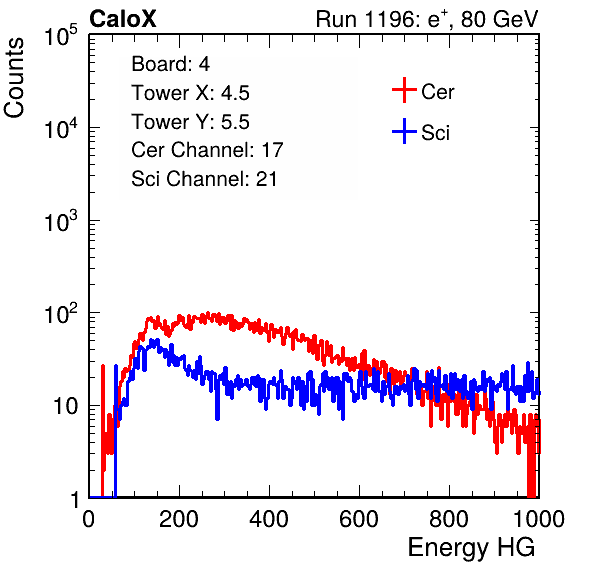 CaloX Run 1196: e⁺, 80 GeV
Counts
Board: 4
Tower X: 4.5
Tower Y: 5.5
Cer Channel: 17
Sci Channel: 21
Cer
Sci
10⁵
10⁴
10³
10²
10
1
0 200 400 600 800 1000
Energy HG